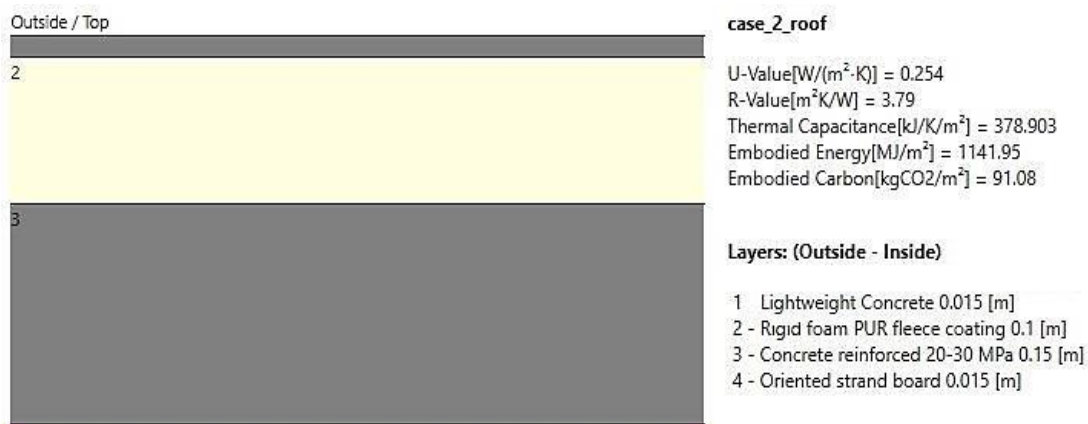 Outside / Top
2
3
case_2_roof
U-Value[W/(m²·K)] = 0.254
R-Value[m²K/W] = 3.79
Thermal Capacitance[kJ/K/m²] = 378.903
Embodied Energy[MJ/m²] = 1141.95
Embodied Carbon[kgCO2/m²] = 91.08
Layers: (Outside - Inside)
1 Lightweight Concrete 0.015 [m]
2 - Rigid foam PUR fleece coating 0.1 [m]
3 - Concrete reinforced 20-30 MPa 0.15 [m]
4 - Oriented strand board 0.015 [m]